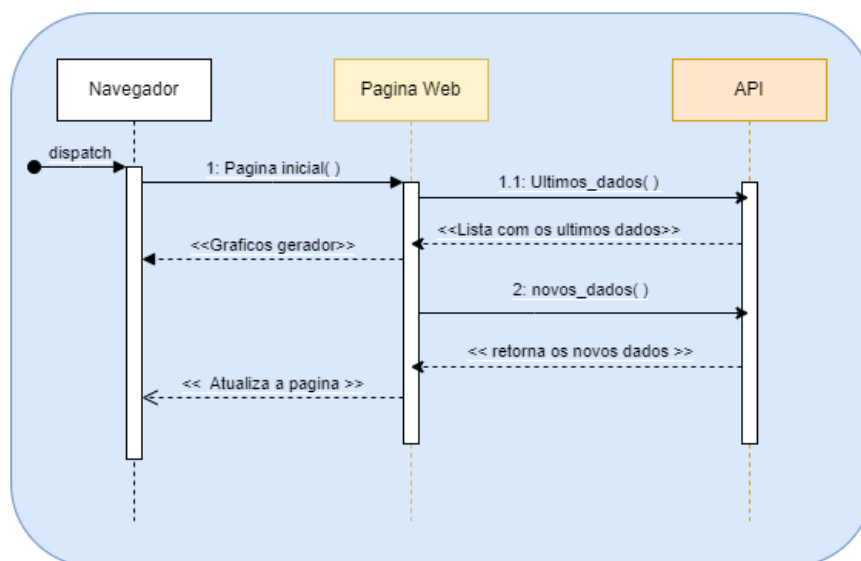 Navegador
Pagina Web
API
dispatch
1: Pagina inicial( )
1.1: Ultimos_dados( )
<<Lista com os ultimos dados>>
<<Graficos gerador>>
2: novos_dados( )
<< retorna os novos dados >>
<< Atualiza a pagina >>